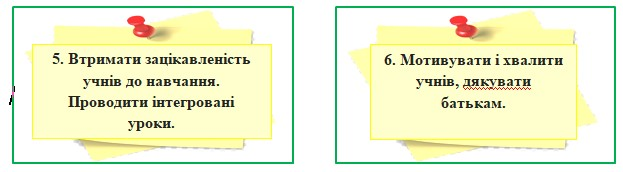 5. Втримати зацікавленість
учнів до навчання.
Проводити інтегровані
уроки.
6. Мотивувати і хвалити
учнів, дякувати
батькам.